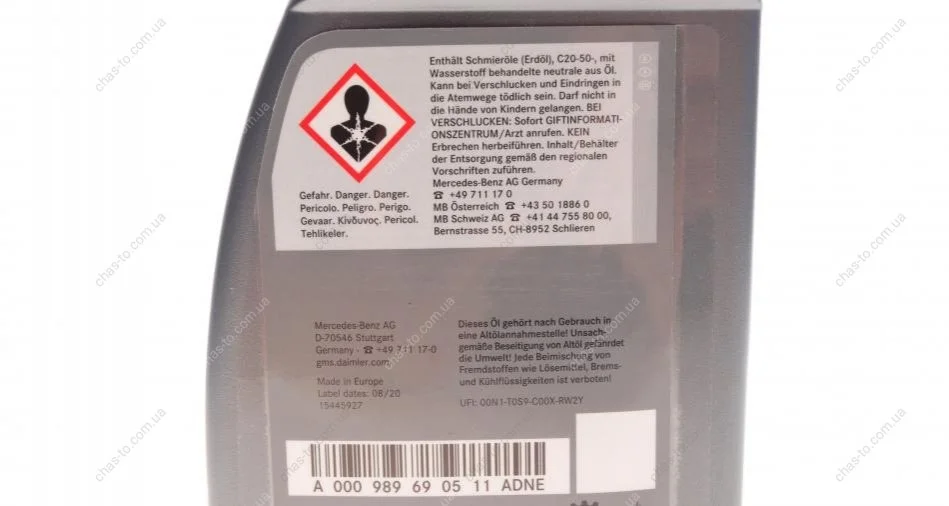 Enthält Schmieröle (Erdöl), C20-50-, mit
Wasserstoff behandelte neutrale aus Öl.
Kann bei Verschlucken und Eindringen in
die Atemwege tödlich sein. Darf nicht in
die Hände von Kindern gelangen. BEI
VERSCHLUCKEN: Sofort GIFTINFORMATI-
ONSZENTRUM/Arzt anrufen. KEIN
Erbrechen herbeiführen. Inhalt/Behälter
der Entsorgung gemäß den regionalen
Vorschriften zuführen.
Mercedes-Benz AG Germany
☎ +49 711 17 0
MB Österreich ☎ +43 50 1886 0
MB Schweiz AG ☎ +41 44 755 80 00,
Bernstrasse 55, CH-8952 Schlieren
Gefahr. Danger. Danger.
Pericolo. Peligro. Perigo.
Gevaar. Κίνδυνος. Pericol.
Tehlikeler.
Mercedes-Benz AG
D-70546 Stuttgart
Germany - ☎ +49 711 17-0
gms.daimler.com
Made in Europe
Label dates: 08/20
15445927
Dieses Öl gehört nach Gebrauch in
eine Altölannahmestelle! Unsach-
gemäße Beseitigung von Altöl gefährdet
die Umwelt! Jede Beimischung von
Fremdstoffen wie Lösemittel, Brems-
und Kühlflüssigkeiten ist verboten!
UFI: 00N1-T0S9-C00X-RW2Y
A 000 989 69 05 11 ADNE
chas-to.com.ua